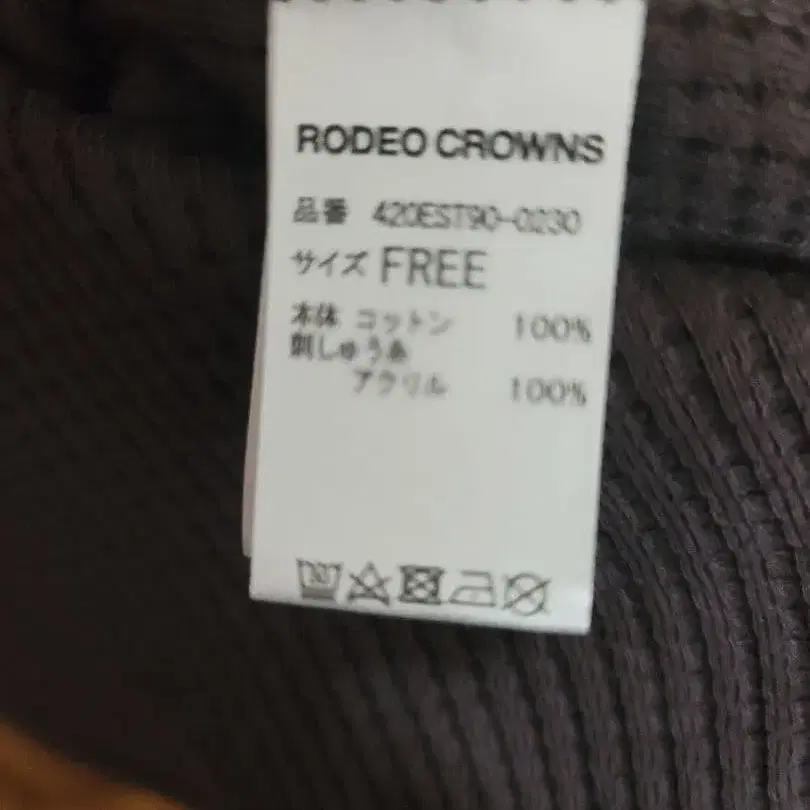 RODEO CROWNS
品番 420EST90-0230
サイズ FREE
本体 コットン 100%
刺しゅう糸
アクリル 100%
30